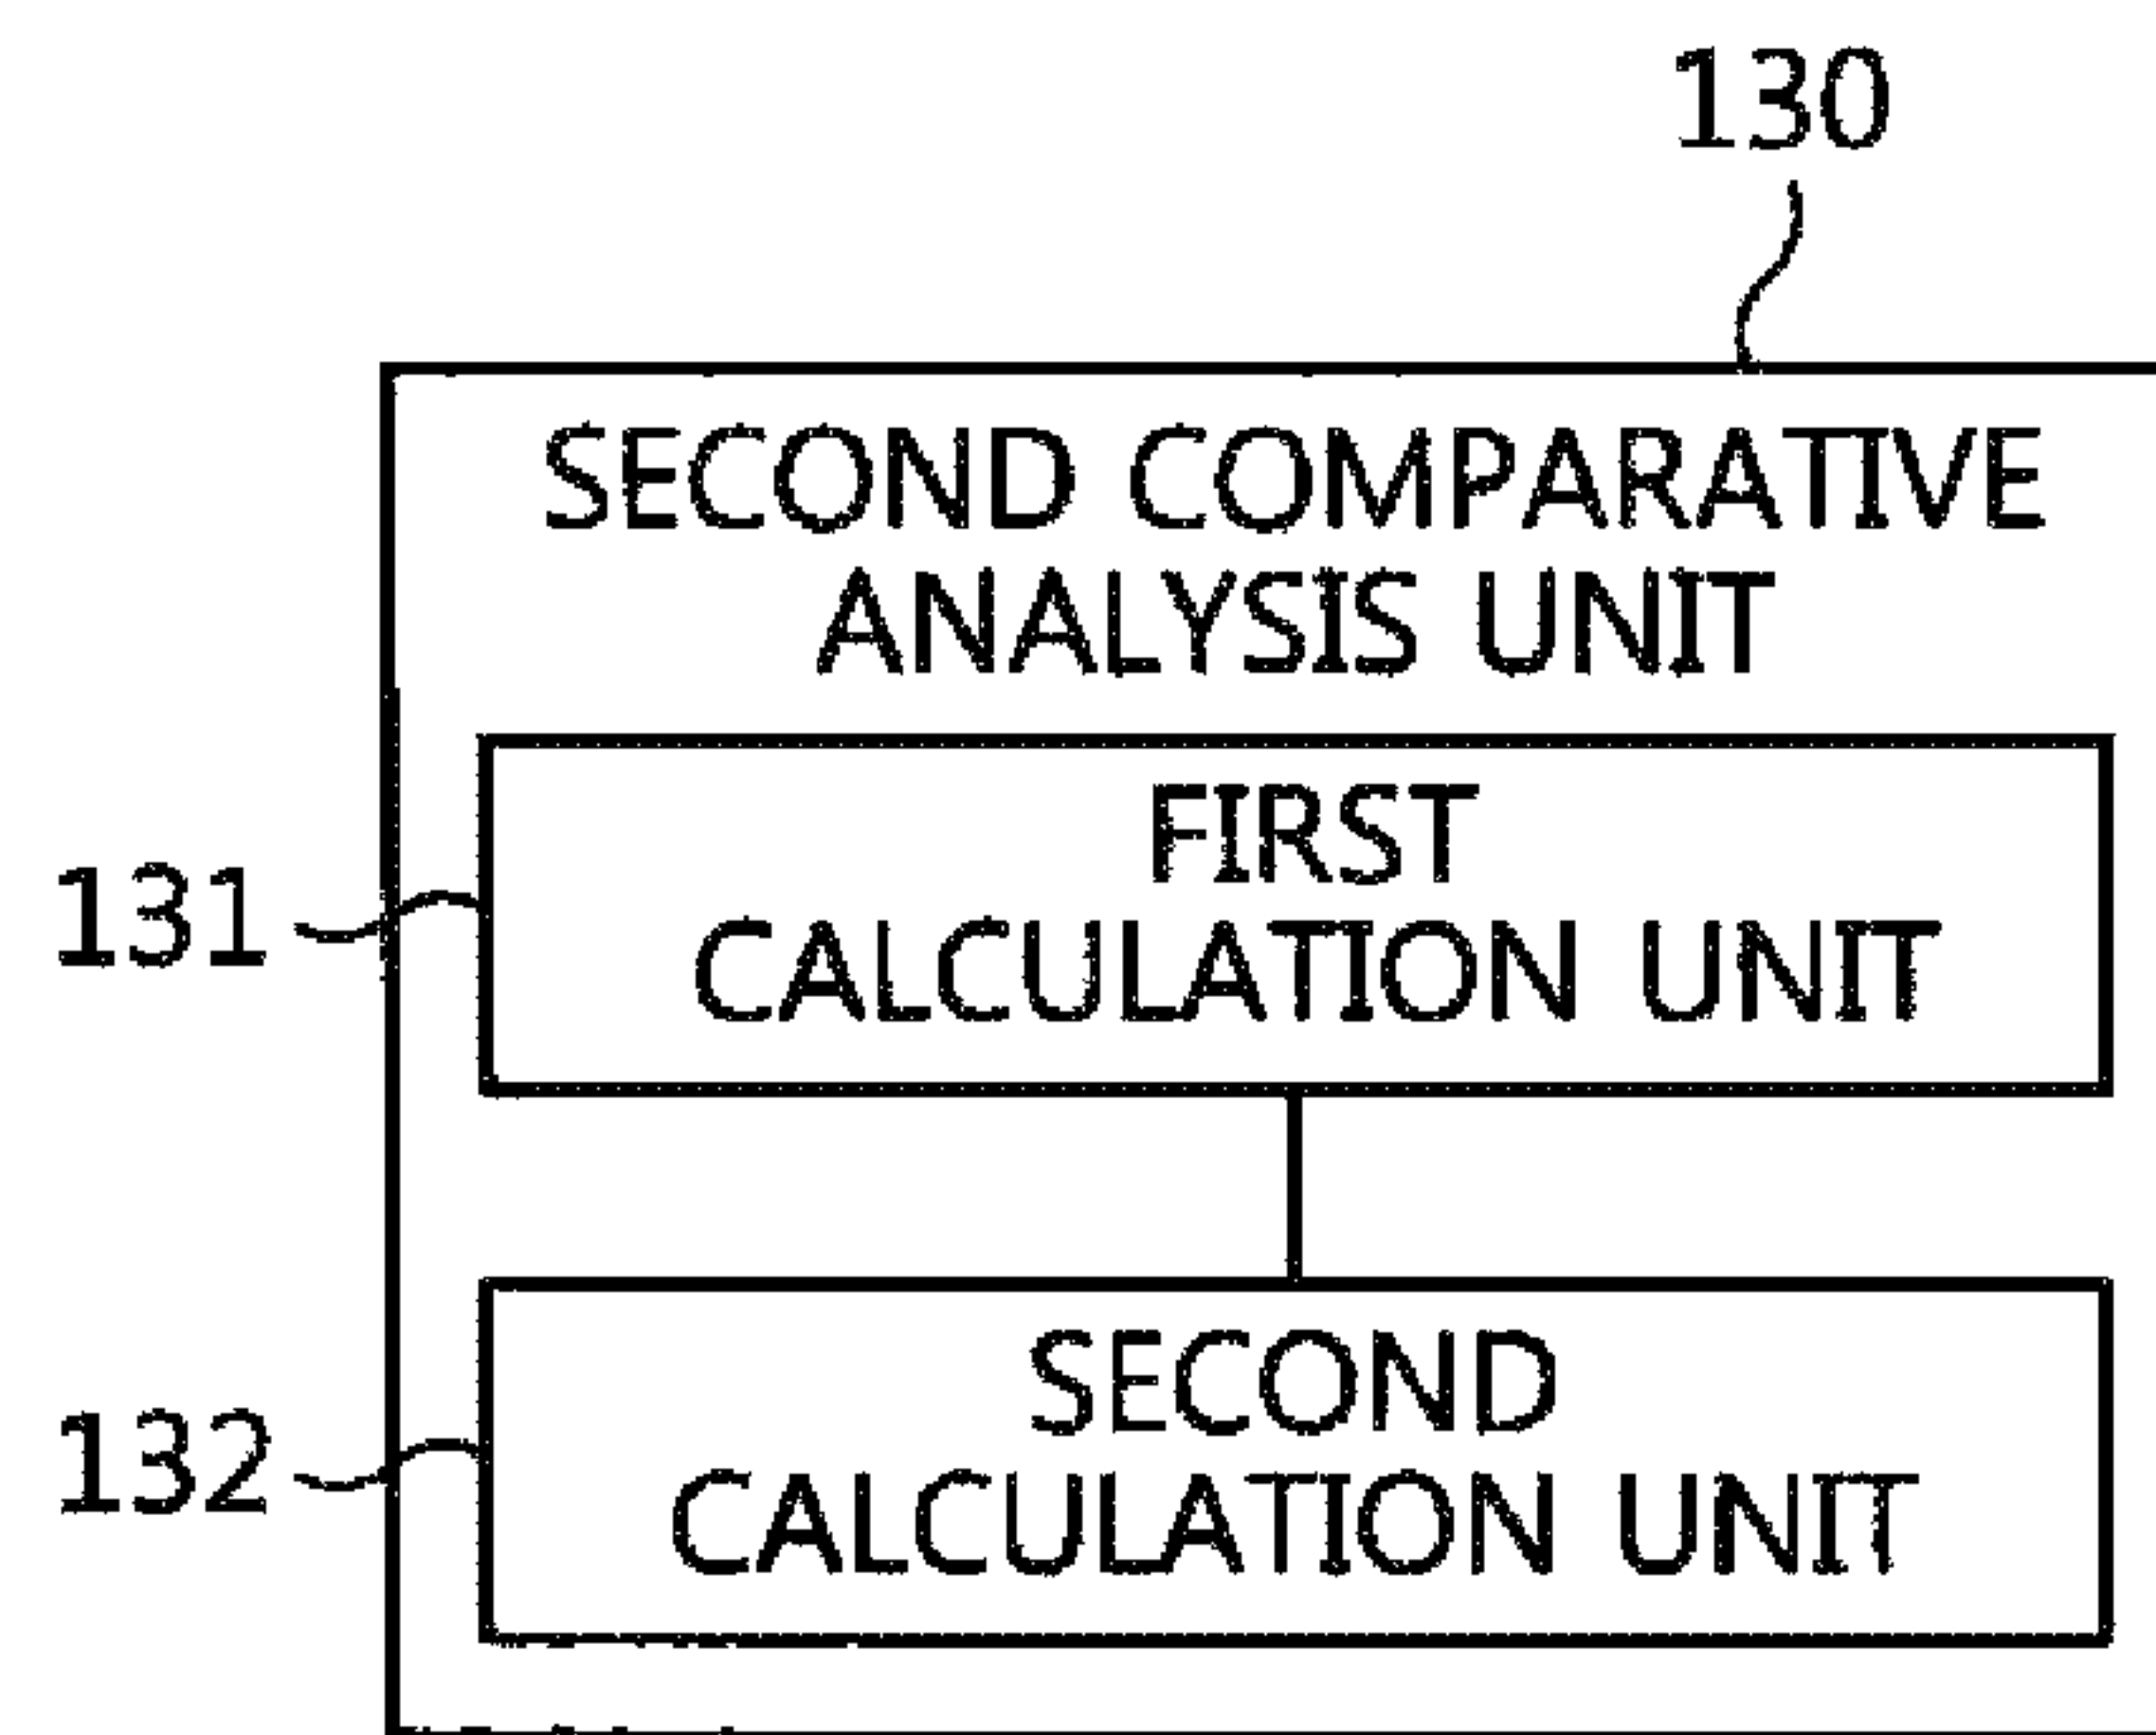 130
SECOND COMPARATIVE
ANALYSIS UNIT
131
FIRST
CALCULATION UNIT
132
SECOND
CALCULATION UNIT